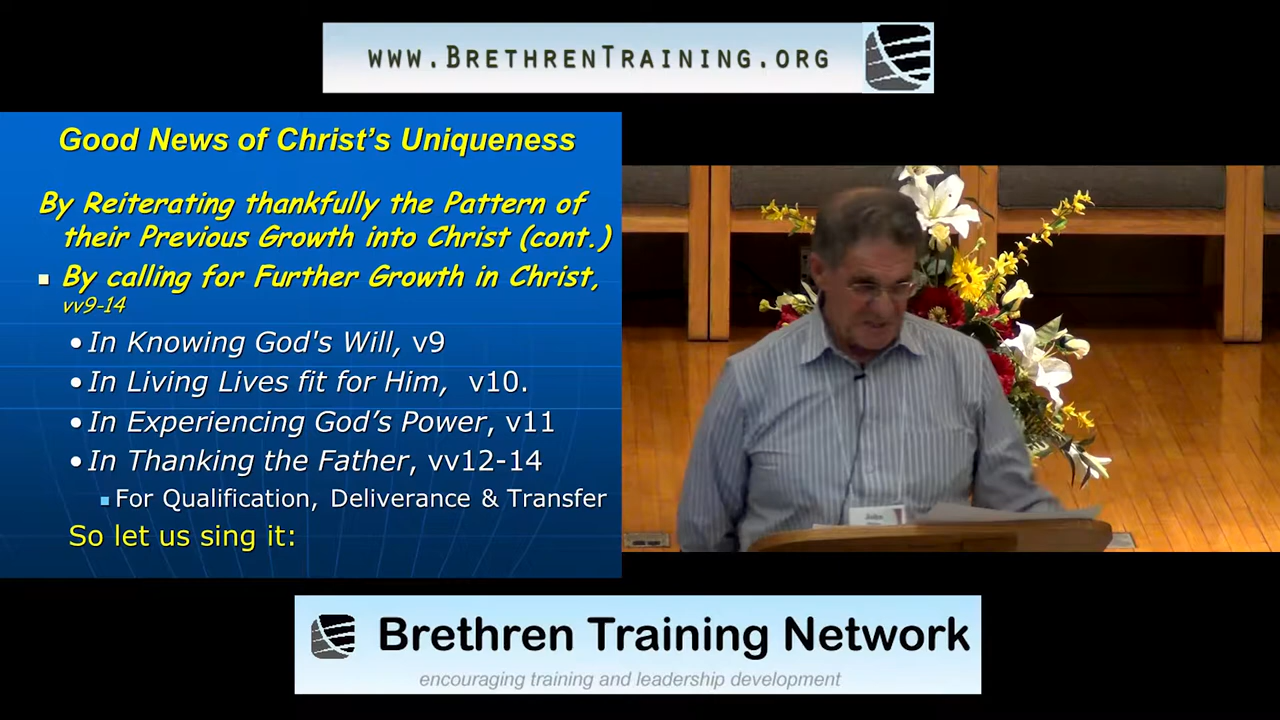 www.BrethrenTraining.org
Good News of Christ's Uniqueness
By Reiterating thankfully the Pattern of
their Previous Growth into Christ (cont.)
By calling for Further Growth in Christ,
vv9-14
• In Knowing God's Will, v9
• In Living Lives fit for Him, v10.
• In Experiencing God's Power, v11
• In Thanking the Father, vv12-14
For Qualification, Deliverance & Transfer
So let us sing it:
Brethren Training Network
encouraging training and leadership development